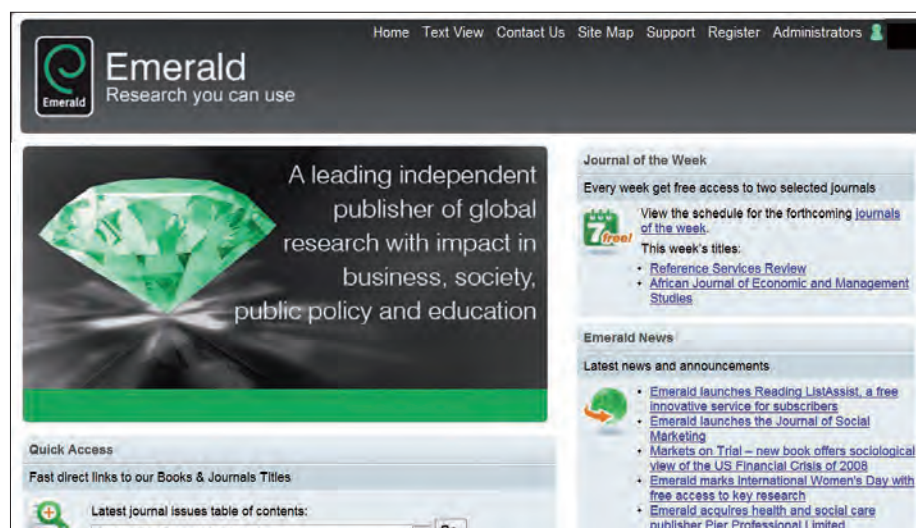 Home Text View Contact Us Site Map Support Register Administrators
Emerald
Emerald
Research you can use
A leading independent
publisher of global
research with impact in
business, society,
public policy and education
Quick Access
Fast direct links to our Books & Journals Titles
Latest journal issues table of contents:
Journal of the Week
Every week get free access to two selected journals
7 free!
View the schedule for the forthcoming journals
of the week.
This week's titles:
• Reference Services Review
• African Journal of Economic and Management
Studies
Emerald News
Latest news and announcements
• Emerald launches Reading ListAssist, a free
innovative service for subscribers
• Emerald launches the Journal of Social
Marketing
• Markets on Trial – new book offers sociological
view of the US Financial Crisis of 2008
• Emerald marks International Women's Day with
free access to key research
• Emerald acquires health and social care
publisher Pier Professional Limited